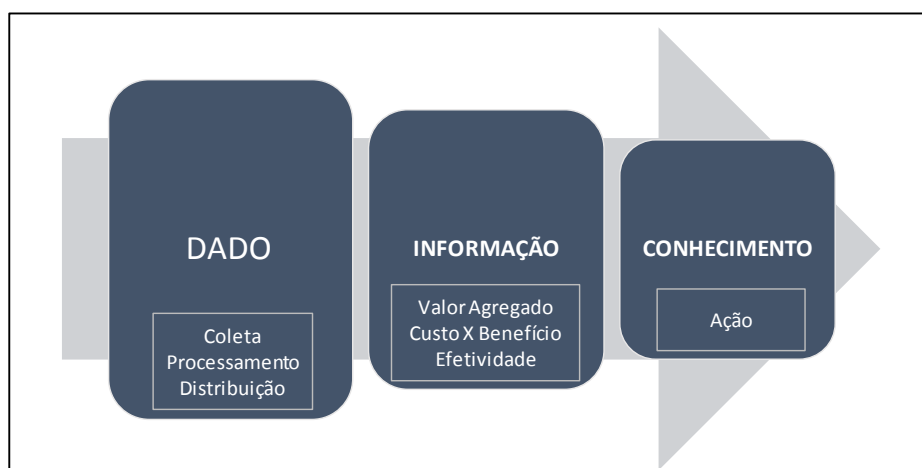 DADO
Coleta
Processamento
Distribuição
INFORMAÇÃO
Valor Agregado
Custo X Benefício
Efetividade
CONHECIMENTO
Ação